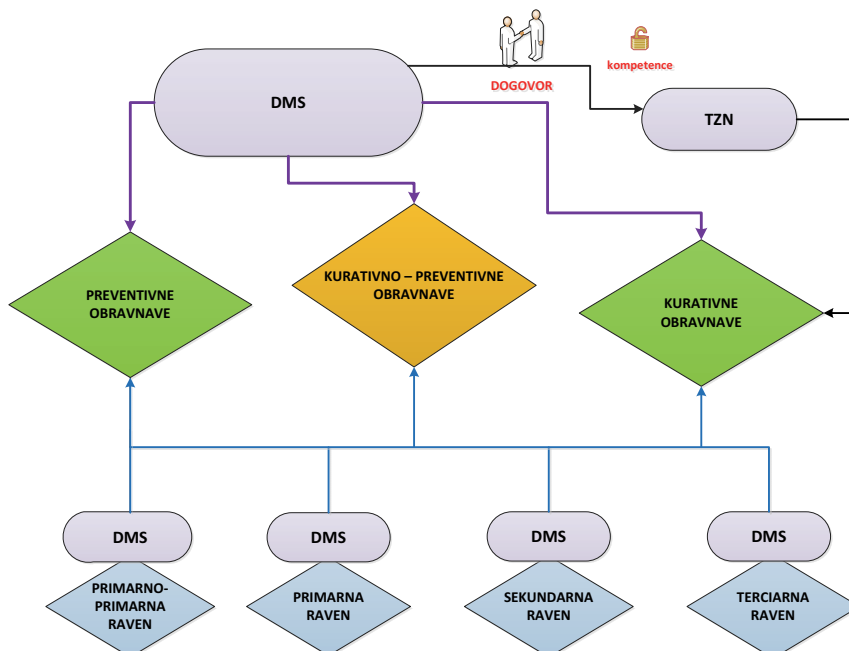 kompetence
DOGOVOR
DMS
TZN
PREVENTIVNE
OBRAVNAVE
KURATIVNO – PREVENTIVNE
OBRAVNAVE
KURATIVNE
OBRAVNAVE
DMS
DMS
DMS
DMS
PRIMARNO-
PRIMARNA
RAVEN
PRIMARNA
RAVEN
SEKUNDARNA
RAVEN
TERCIARNA
RAVEN